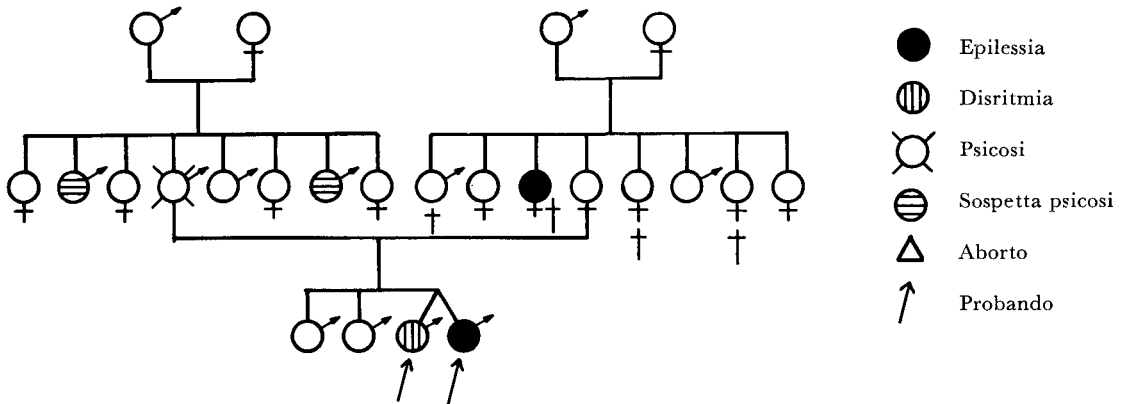 Epilessia
Disritmia
Psicosi
Sospetta psicosi
Aborto
Probando